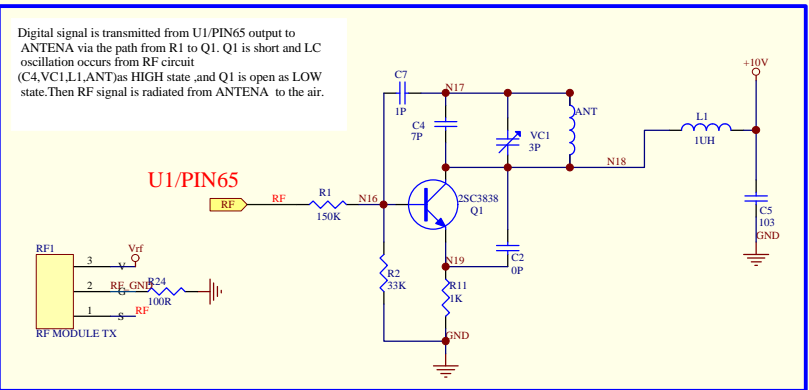 Digital signal is transmitted from U1/PIN65 output to
ANTENA via the path from R1 to Q1. Q1 is short and LC
oscillation occurs from RF circuit
(C4,VC1,L1,ANT)as HIGH state ,and Q1 is open as LOW
state.Then RF signal is radiated from ANTENA to the air.
+10V
C7
1P
N17
C4
7P
VC1
3P
ANT
L1
1UH
N18
U1/PIN65
RF
RF
R1
150K
N16
2SC3838
Q1
C5
103
GND
N19
C2
0P
R2
33K
R11
1K
GND
RF1
3
V
Vrf
2
G
RF_GND
R24
100R
1
S
RF
RF MODULE TX